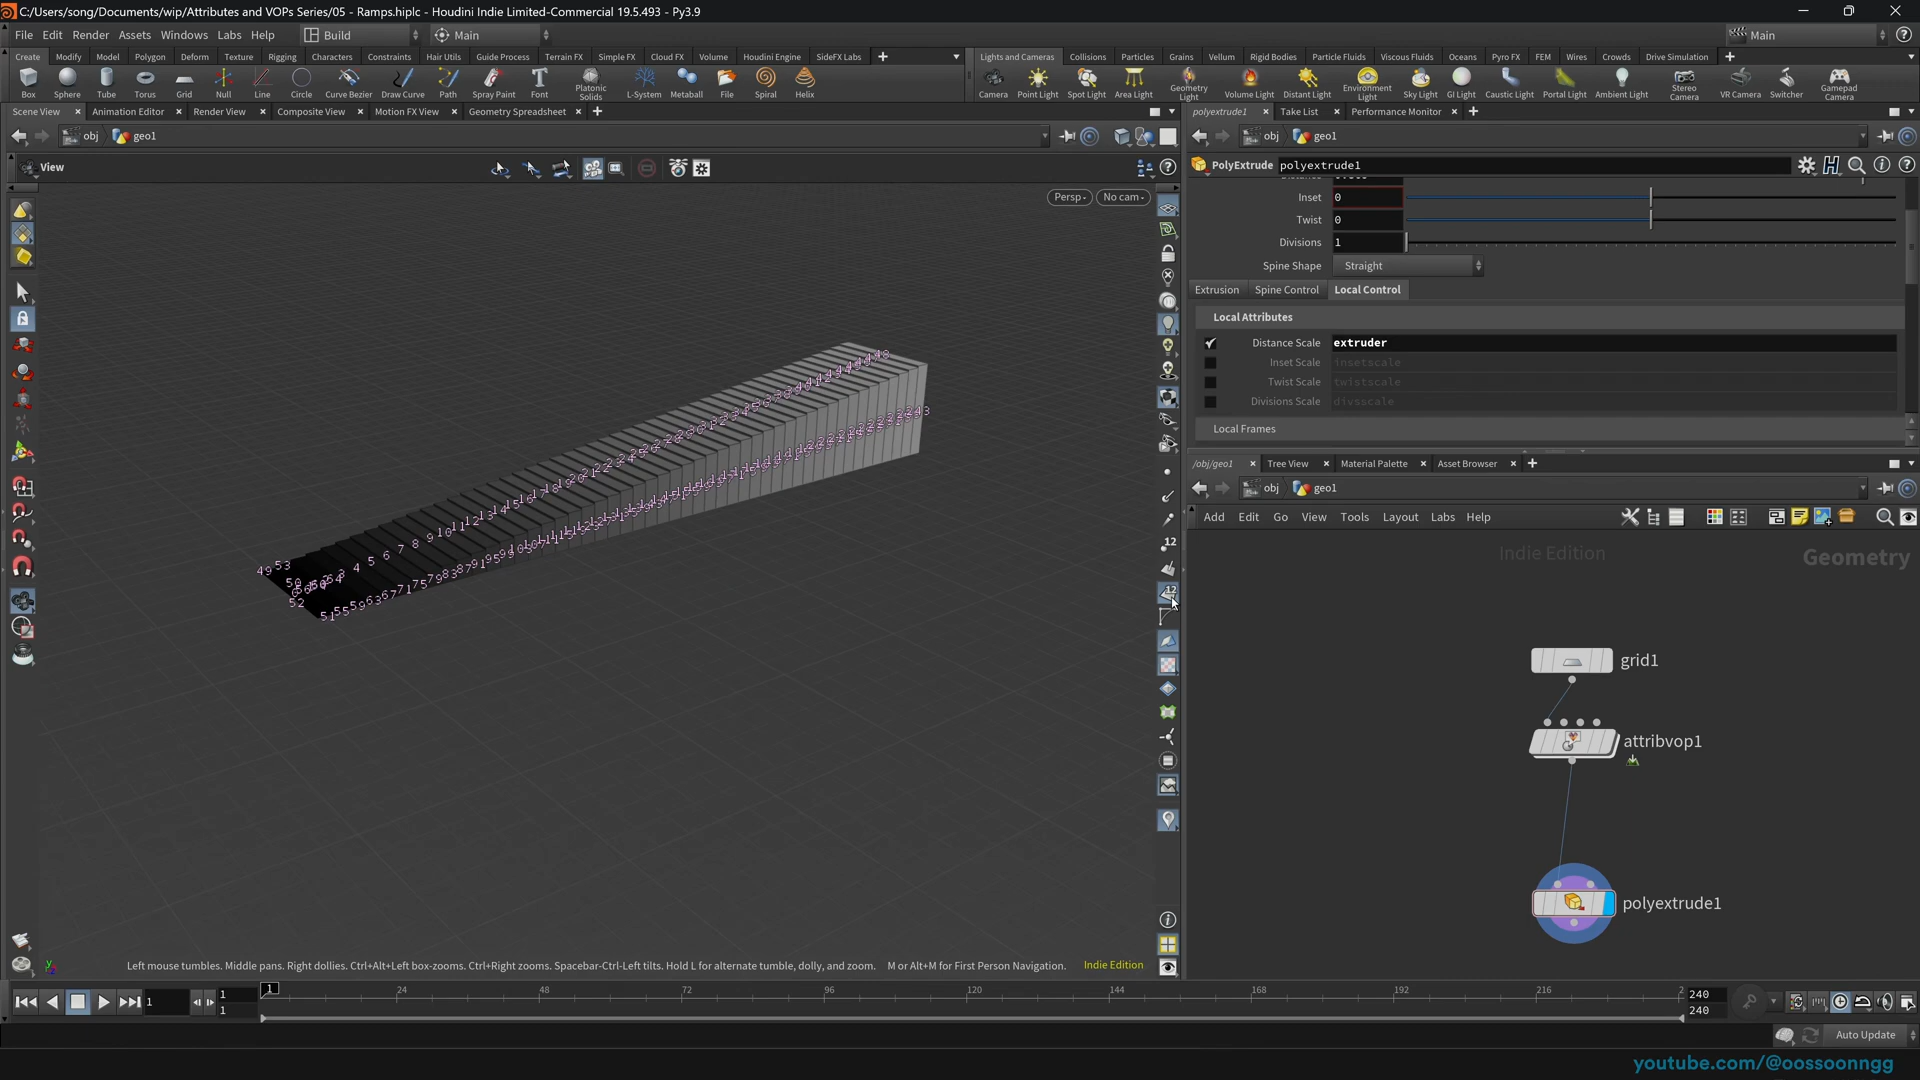 C:/Users/song/Documents/wip/Attributes and VOPs Series/05 - Ramps.hiplc - Houdini Indie Limited-Commercial 19.5.493 - Py3.9
File Edit Render Assets Windows Labs Help Build Main Main
Create Modify Model Polygon Deform Texture Rigging Characters Constraints Hair Utils Guide Process Terrain FX Simple FX Cloud FX Volume Houdini Engine SideFX Labs
Lights and Cameras Collisions Particles Grains Vellum Rigid Bodies Particle Fluids Viscous Fluids Oceans Pyro FX FEM Wires Crowds Drive Simulation
Box Sphere Tube Torus Grid Null Line Circle Curve Bezier Draw Curve Path Spray Paint Font Platonic Solids L-System Metaball File Spiral Helix
Camera Point Light Spot Light Area Light Geometry Light Volume Light Distant Light Environment Light Sky Light GI Light Caustic Light Portal Light Ambient Light Stereo Camera VR Camera Switcher Gamepad Camera
Scene View Animation Editor Render View Composite View Motion FX View Geometry Spreadsheet
polyextrude1 Take List Performance Monitor
obj geo1
obj geo1
View
PolyExtrude polyextrude1
Persp No cam
Inset 0
Twist 0
Divisions 1
Spine Shape Straight
Extrusion Spine Control Local Control
Local Attributes
Distance Scale extruder
Inset Scale insetscale
Twist Scale twistscale
Divisions Scale divsscale
Local Frames
/obj/geo1 Tree View Material Palette Asset Browser
obj geo1
Add Edit Go View Tools Layout Labs Help
Indie Edition
Geometry
12
12
grid1
attribvop1
polyextrude1
Left mouse tumbles. Middle pans. Right dollies. Ctrl+Alt+Left box-zooms. Ctrl+Right zooms. Spacebar-Ctrl-Left tilts. Hold L for alternate tumble, dolly, and zoom. M or Alt+M for First Person Navigation. Indie Edition
1 1 1 1 24 48 72 96 120 144 168 192 216 2 240 240
Auto Update
youtube.com/@oossoonngg